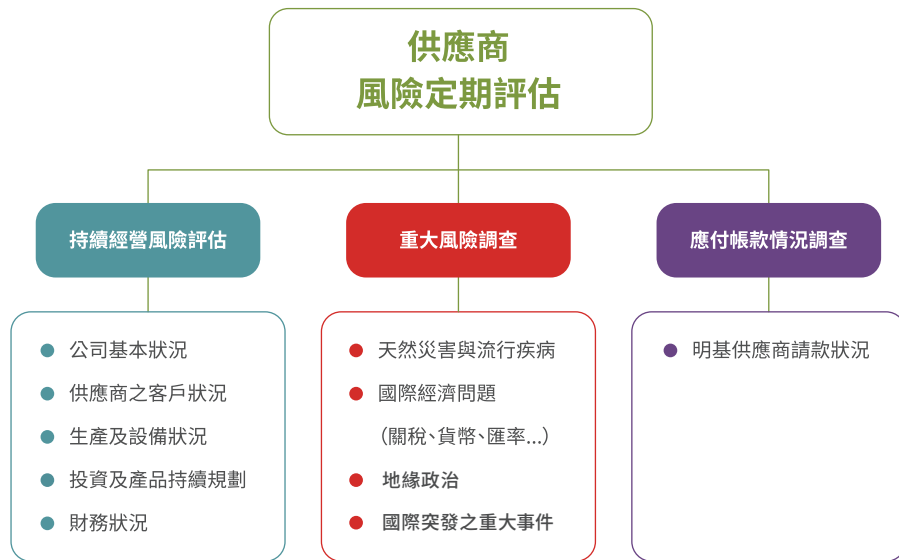 供應商
風險定期評估
持續經營風險評估
公司基本狀況
供應商之客戶狀況
生產及設備狀況
投資及產品持續規劃
財務狀況
重大風險調查
天然災害與流行疾病
國際經濟問題
（關稅、貨幣、匯率...）
地緣政治
國際突發之重大事件
應付帳款情況調查
明基供應商請款狀況